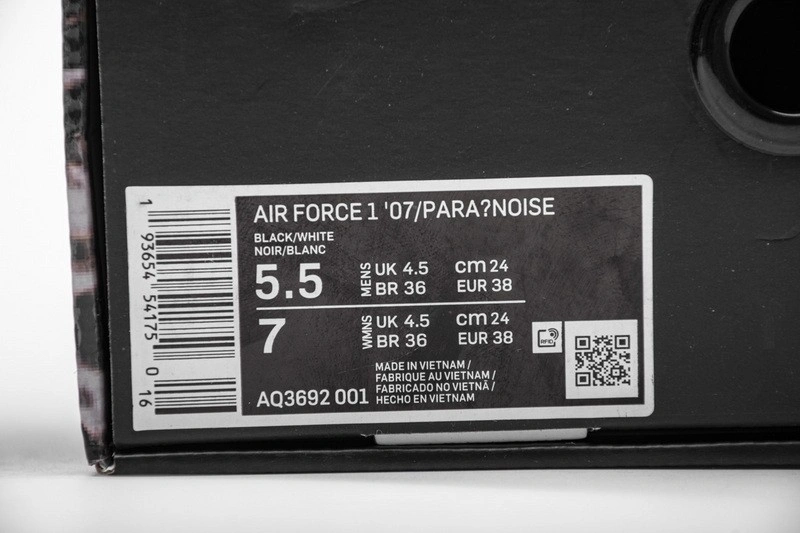 AIR FORCE 1 '07/PARA?NOISE
BLACK/WHITE
NOIR/BLANC
5.5 MENS UK 4.5 cm 24
BR 36 EUR 38
7 WMNS UK 4.5 cm 24
BR 36 EUR 38
RFID
AQ3692 001
MADE IN VIETNAM /
FABRIQUE AU VIETNAM /
FABRICADO NO VIETNÃ /
HECHO EN VIETNAM
1 93654 54175 0 16